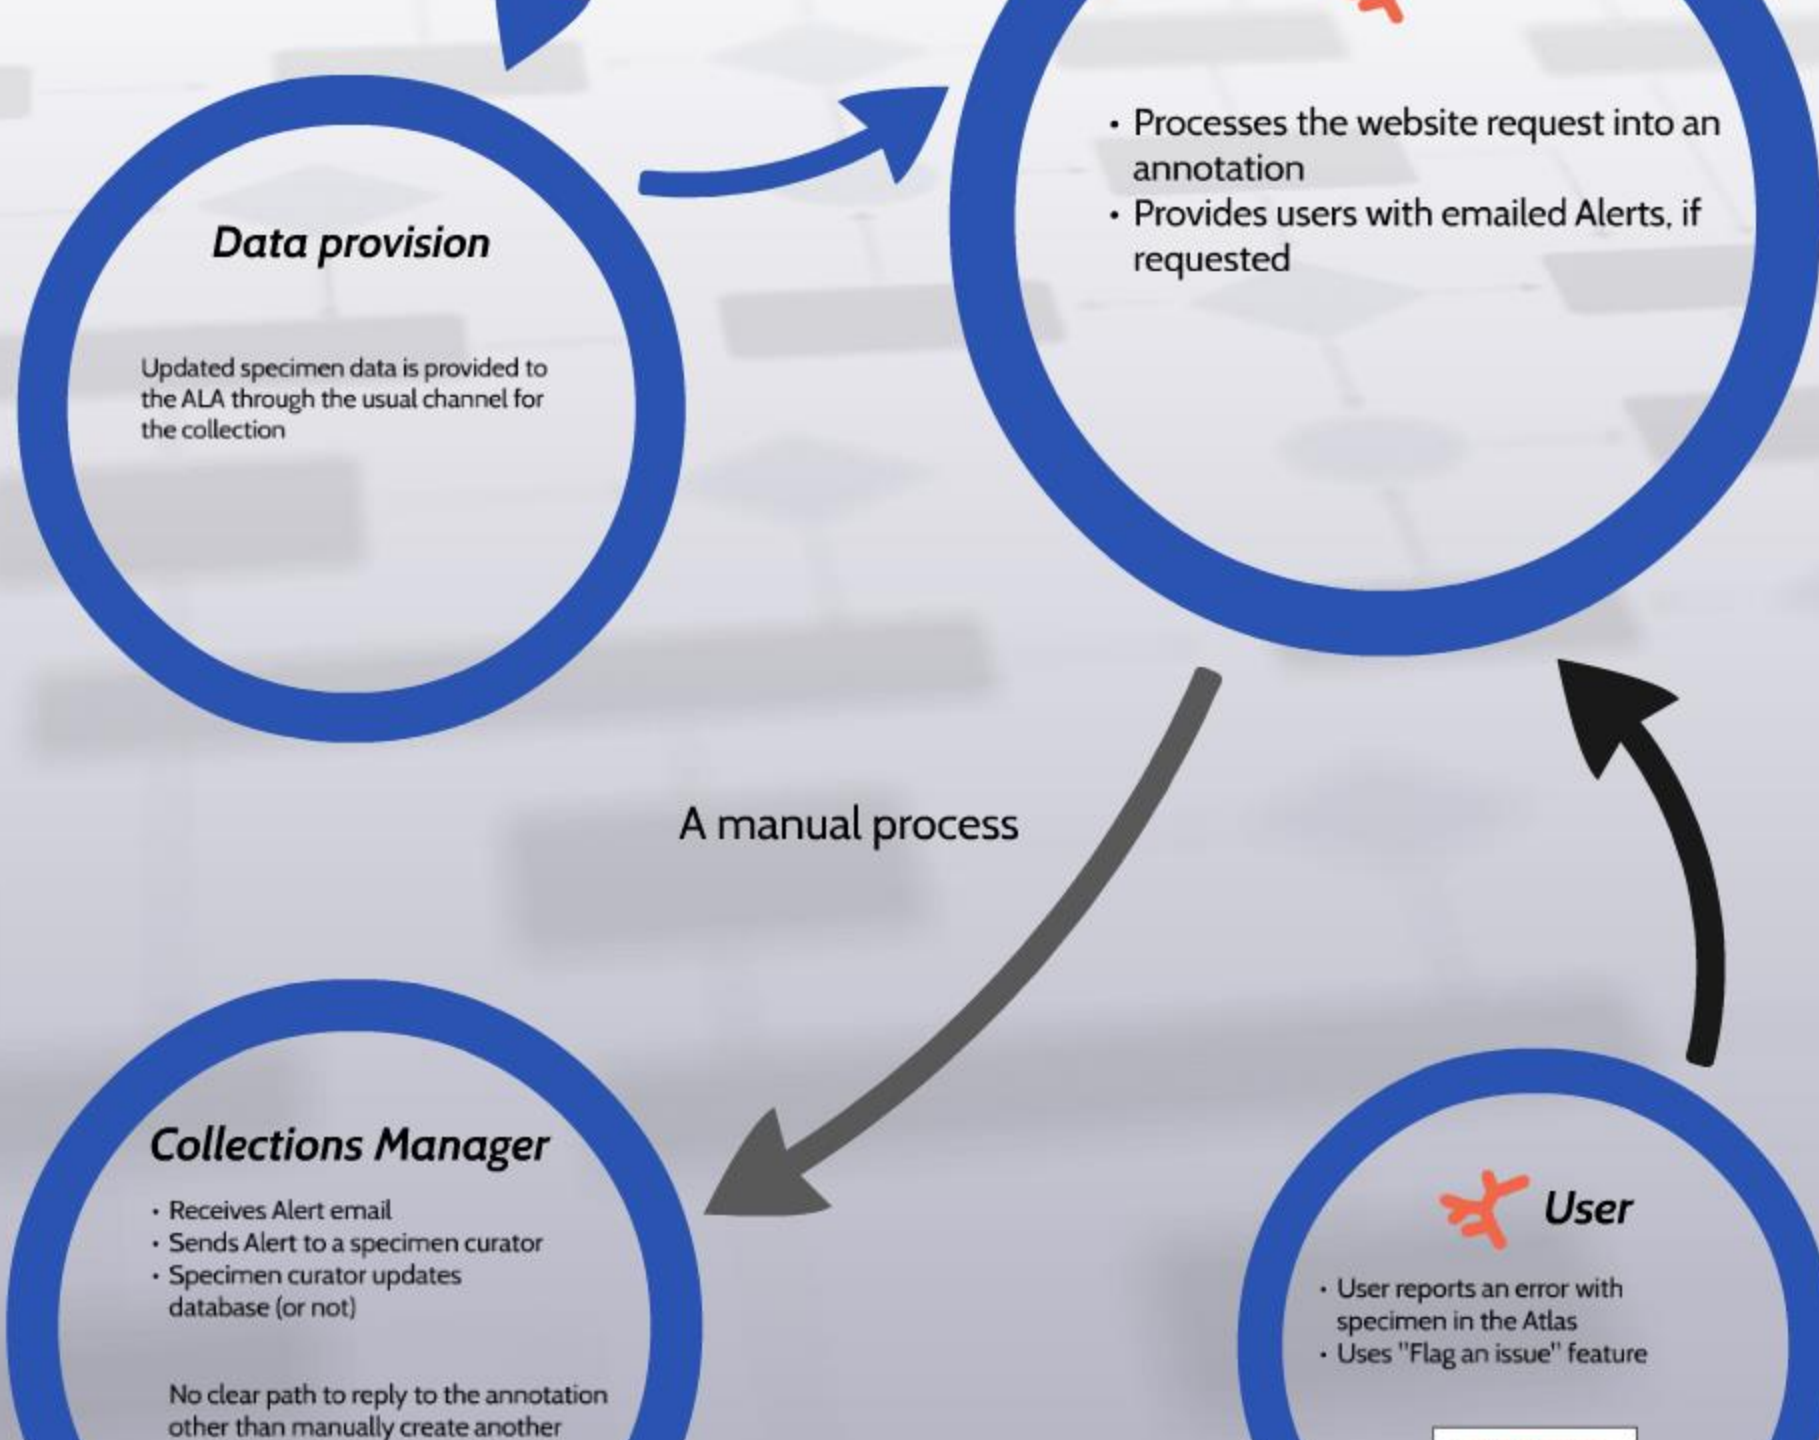 Data provision
Updated specimen data is provided to
the ALA through the usual channel for
the collection
• Processes the website request into an
annotation
• Provides users with emailed Alerts, if
requested
A manual process
Collections Manager
• Receives Alert email
• Sends Alert to a specimen curator
• Specimen curator updates
database (or not)
No clear path to reply to the annotation
other than manually create another
User
• User reports an error with
specimen in the Atlas
• Uses "Flag an issue" feature